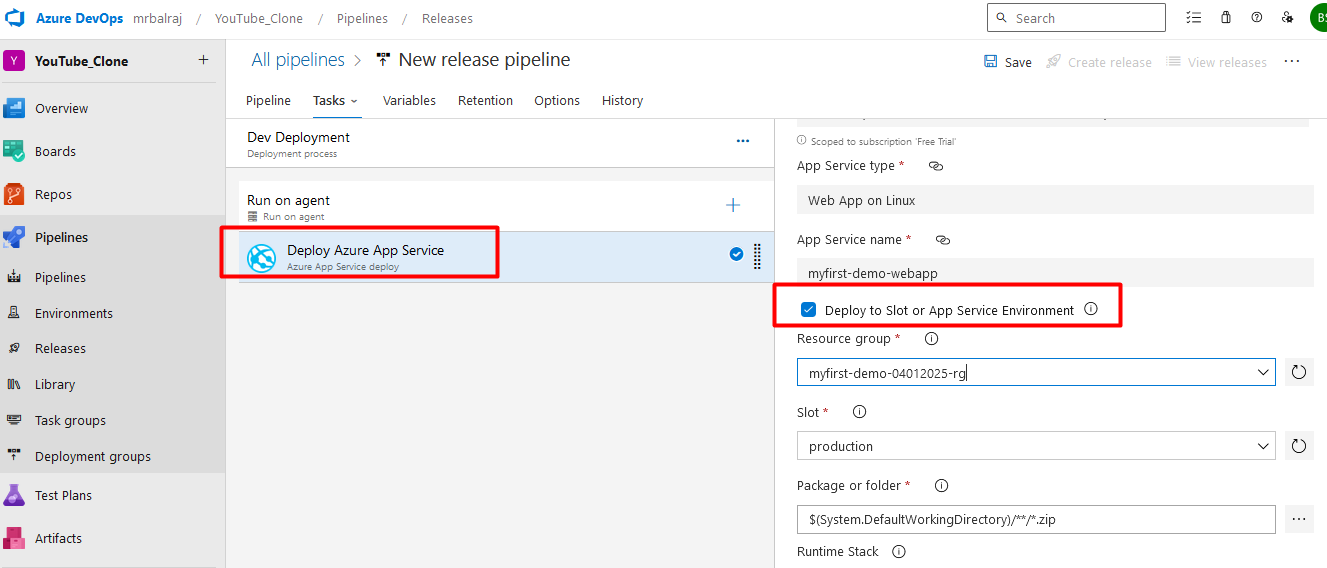 Azure DevOps mrbalraj / YouTube_Clone / Pipelines / Releases
Search
BS
Y YouTube_Clone +
All pipelines > New release pipeline
Save Create release View releases ...
Overview
Boards
Repos
Pipelines
Pipelines
Environments
Releases
Library
Task groups
Deployment groups
Test Plans
Artifacts
Pipeline Tasks Variables Retention Options History
Dev Deployment
Deployment process
...
Run on agent
Run on agent
+
Deploy Azure App Service
Azure App Service deploy
Scoped to subscription 'Free Trial'
App Service type *
Web App on Linux
App Service name *
myfirst-demo-webapp
Deploy to Slot or App Service Environment
Resource group *
myfirst-demo-04012025-rg
Slot *
production
Package or folder *
$(System.DefaultWorkingDirectory)/**/*.zip
...
Runtime Stack